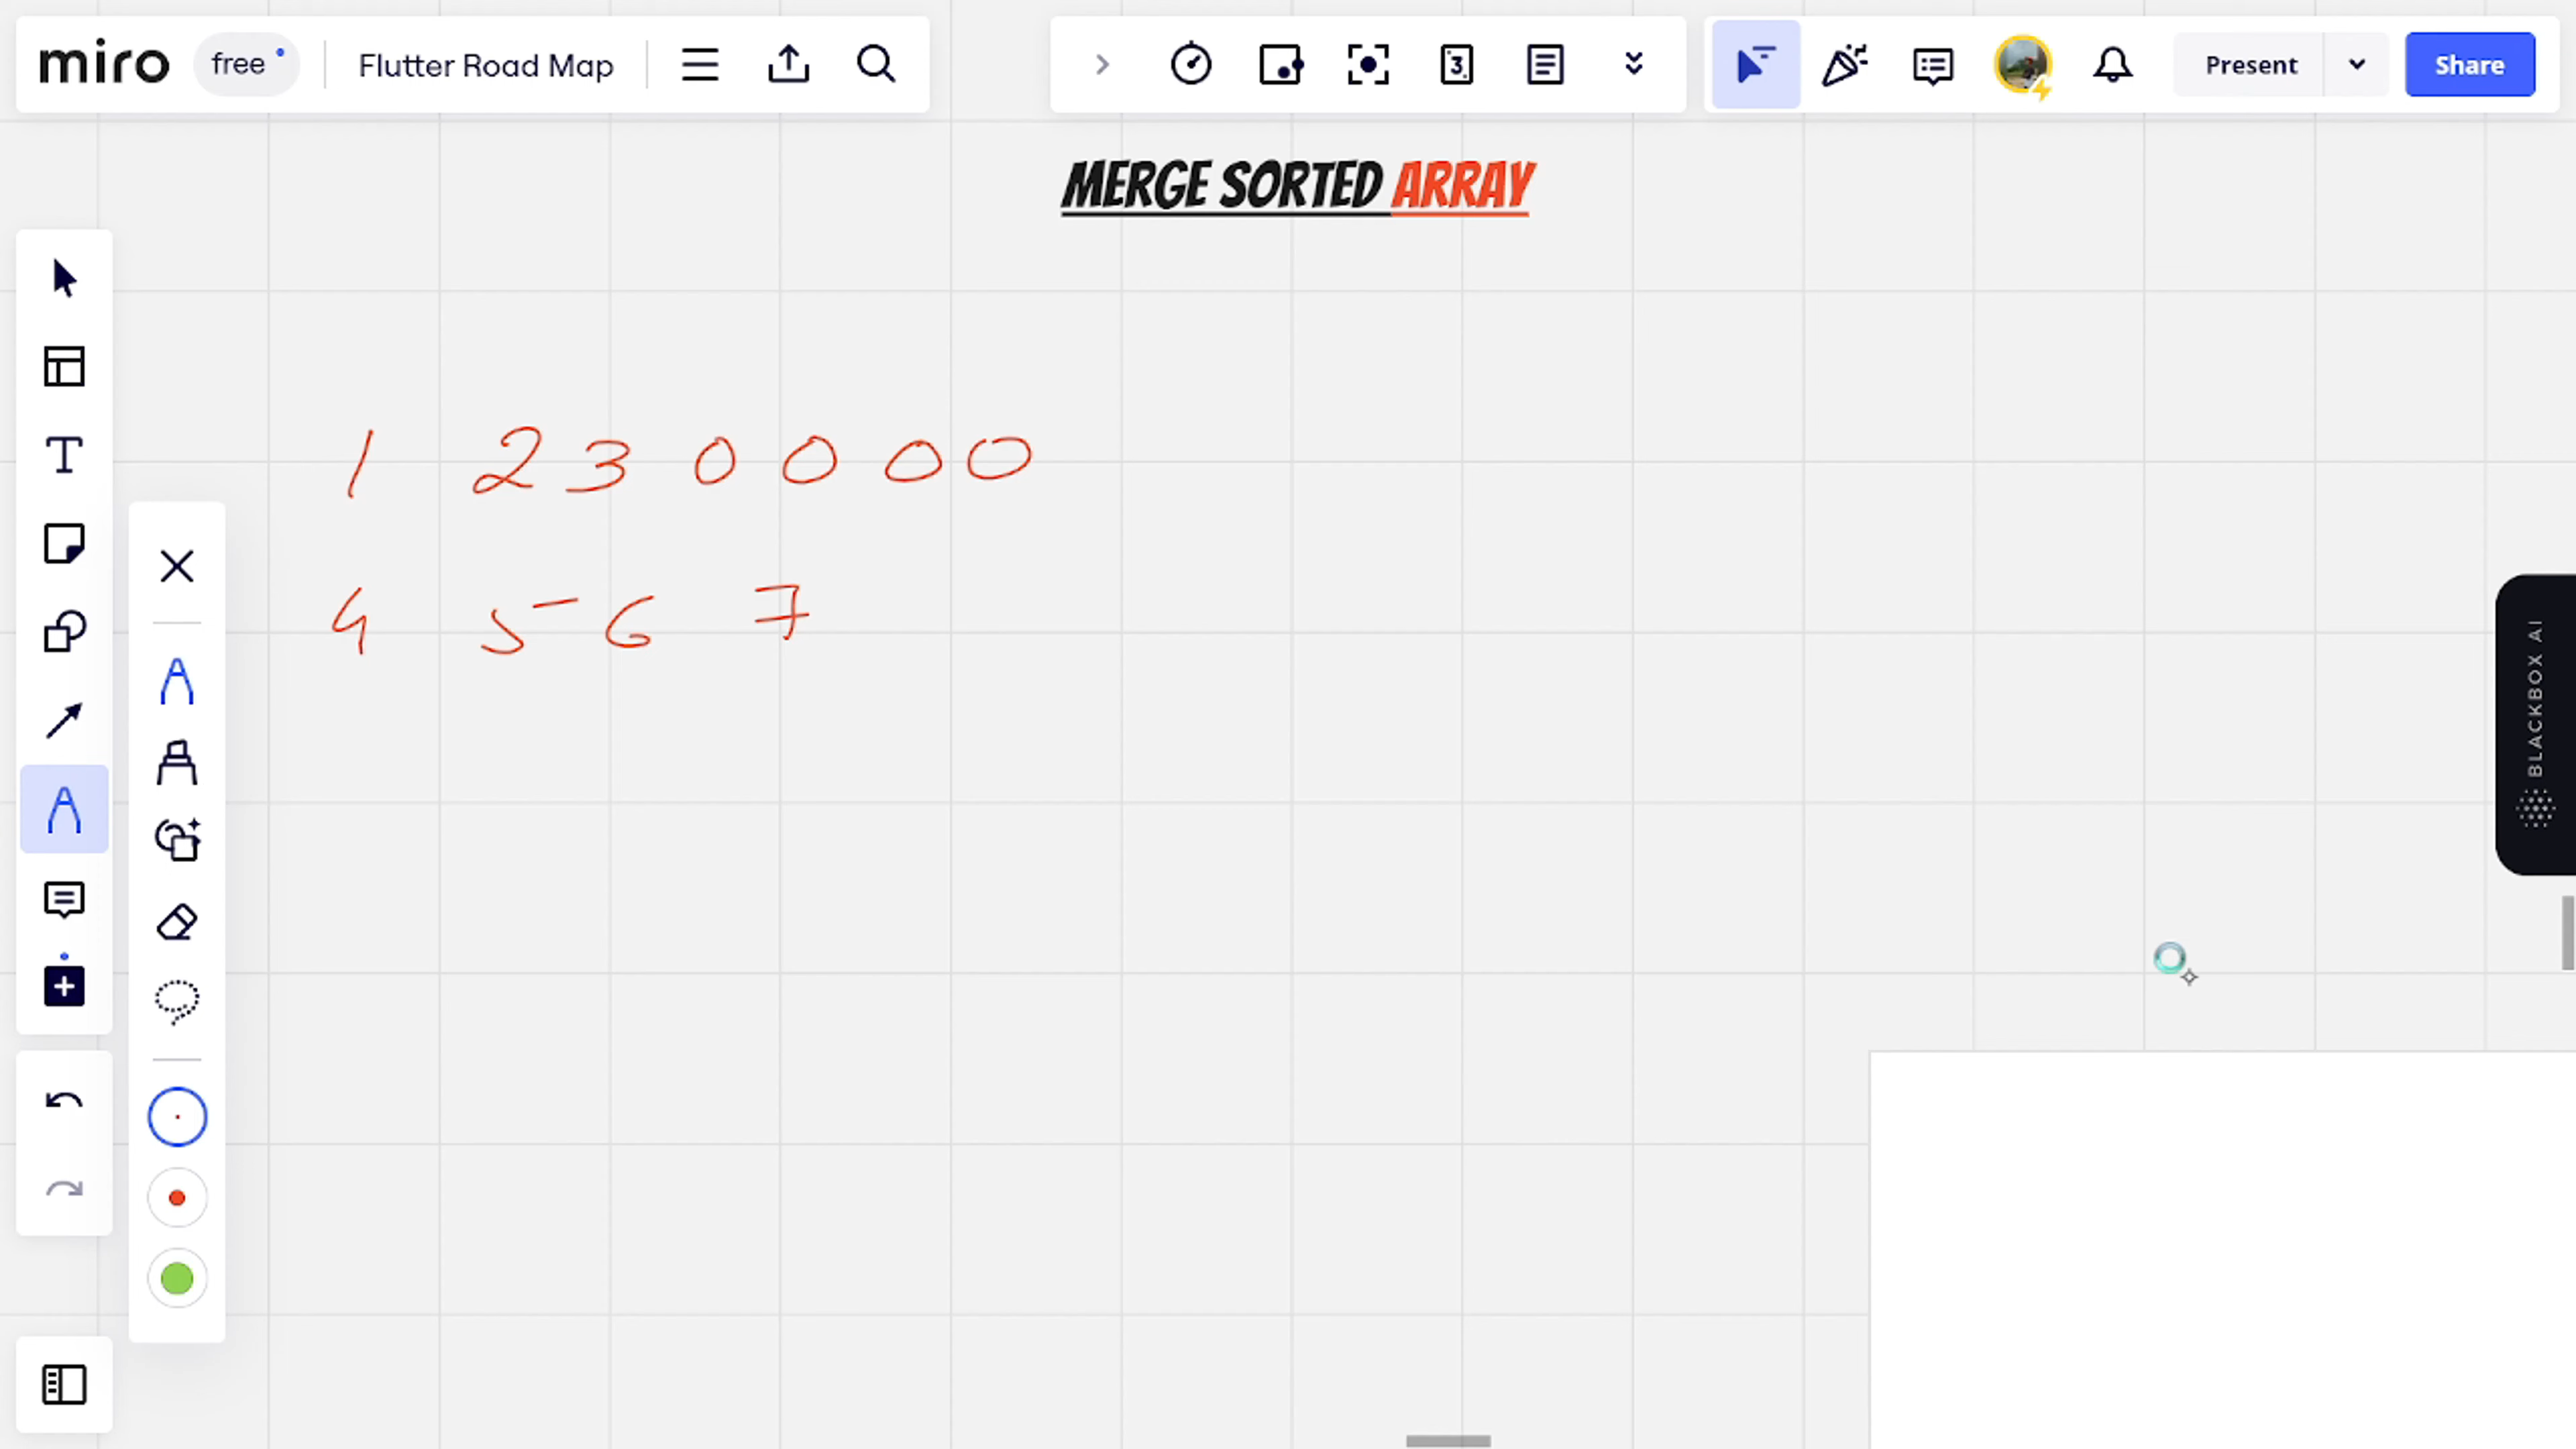 miro free Flutter Road Map 3 Present Share
MERGE SORTED ARRAY
1 2 3 0 0 0 0
4 5 6 7
BLACKBOX AI